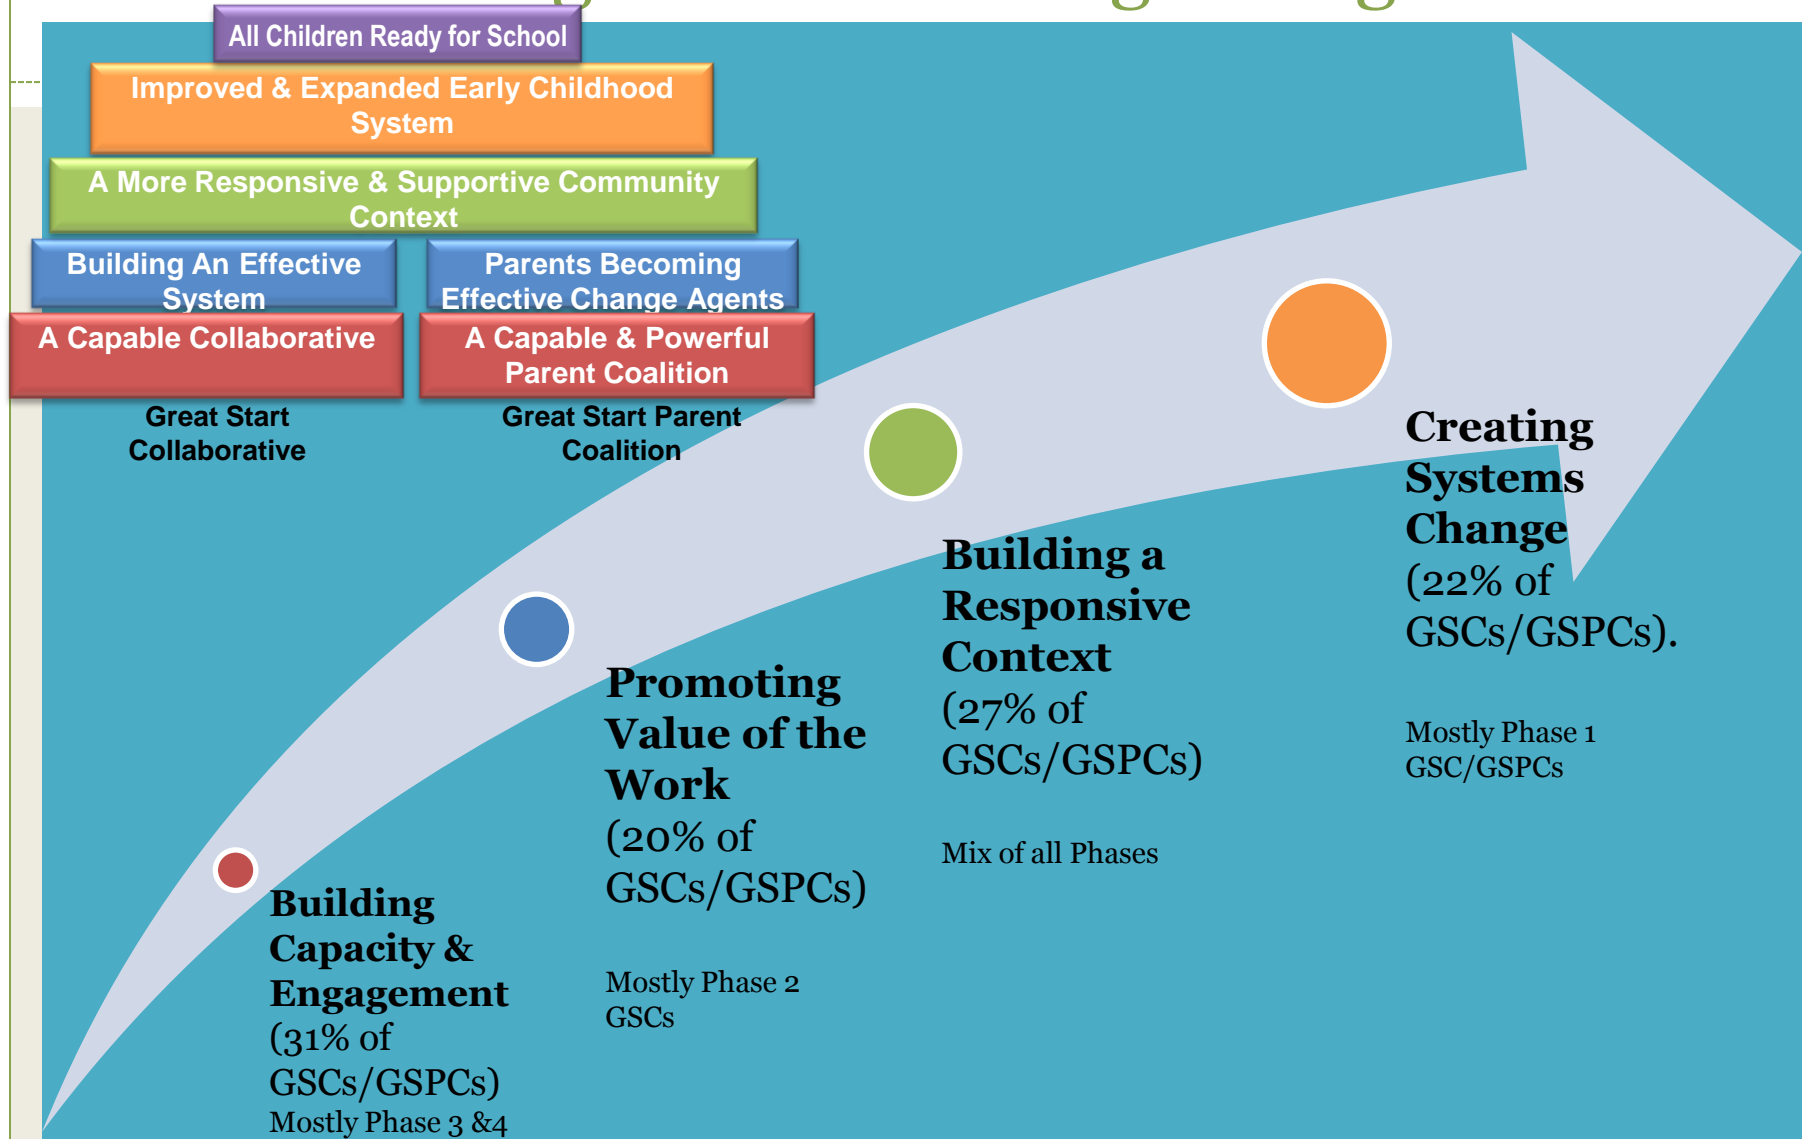 All Children Ready for School
Improved & Expanded Early Childhood
System
A More Responsive & Supportive Community
Context
Building An Effective
System
Parents Becoming
Effective Change Agents
A Capable Collaborative
A Capable & Powerful
Parent Coalition
Great Start
Collaborative
Great Start Parent
Coalition
Building
Capacity &
Engagement
(31% of
GSCs/GSPCs)
Mostly Phase 3 &4
Promoting
Value of the
Work
(20% of
GSCs/GSPCs)
Mostly Phase 2
GSCs
Building a
Responsive
Context
(27% of
GSCs/GSPCs)
Mix of all Phases
Creating
Systems
Change
(22% of
GSCs/GSPCs).
Mostly Phase 1
GSC/GSPCs